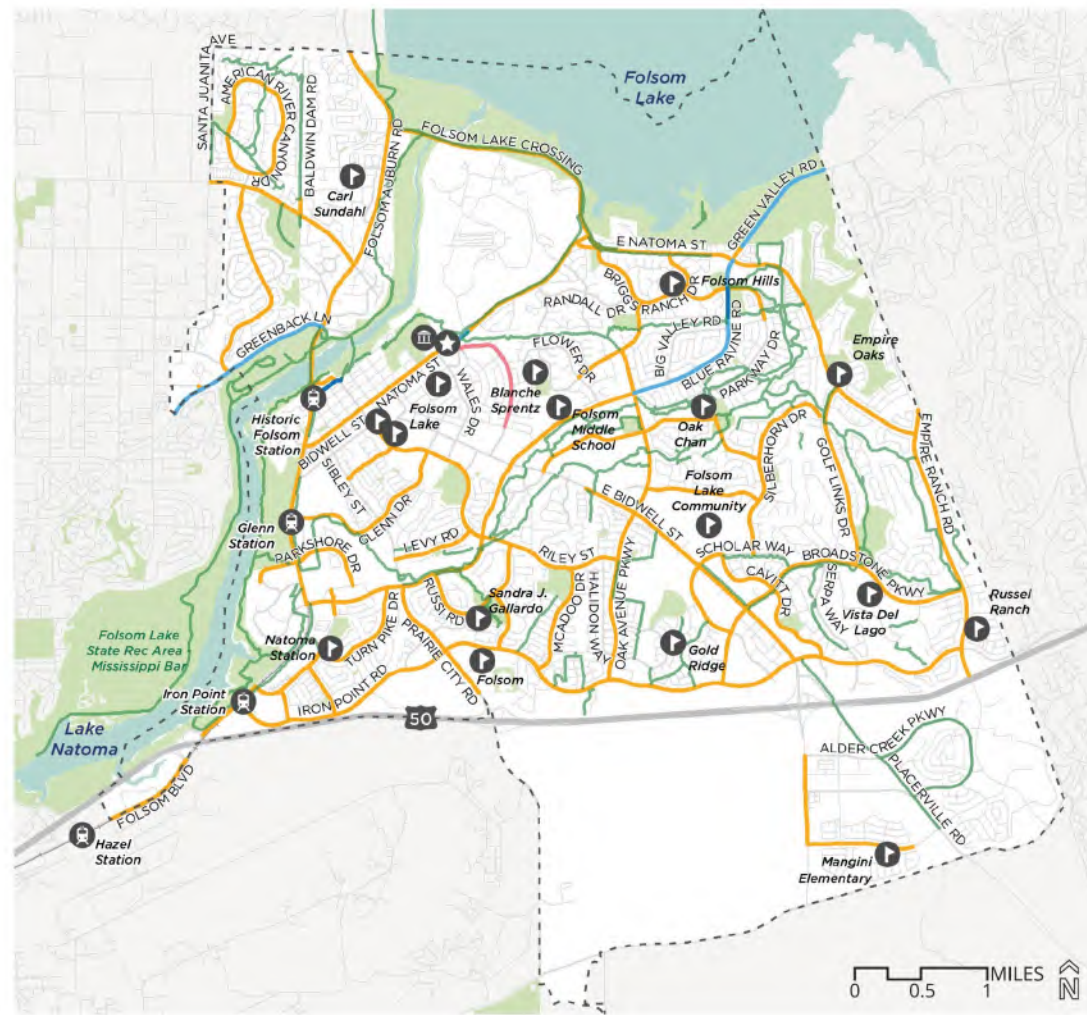 SANTA JUANITA AVE
AMERICAN RIVER
CANYON DR
BALDWIN DAM RD
Carl
Sundahl
FOLSOM AUBURN RD
FOLSOM LAKE CROSSING
Folsom
Lake
GREEN VALLEY RD
E NATOMA ST
Folsom Hills
BRIGGS
RANCH DR
RANDALL DR
BIG VALLEY RD
BLUE RAVINE RD
PARKWAY DR
Empire
Oaks
GREENBACK LN
NATOMA ST
WALES DR
FLOWER DR
Blanche
Sprentz
Folsom
Middle
School
Oak
Chan
Historic
Folsom
Station
Folsom
Lake
BIDWELL ST
SIBLEY ST
Folsom
Lake
Community
SILBERHORN DR
GOLF LINKS DR
EMPIRE RANCH RD
Glenn
Station
GLENN DR
PARKSHORE DR
LEVY RD
E BIDWELL ST
RILEY ST
SCHOLAR WAY
BROADSTONE PKWY
CAVITT DR
SERPA WAY
Vista Del
Lago
Russel
Ranch
RUSSI RD
Sandra J.
Gallardo
MCADOO DR
HALIDON WAY
OAK AVENUE PKWY
Gold
Ridge
Folsom Lake
State Rec Area
Mississippi Bar
Natoma
Station
TURN PIKE DR
PRAIRIE CITY RD
Folsom
Iron Point
Station
IRON POINT RD
50
Lake
Natoma
FOLSOM BLVD
Hazel
Station
ALDER CREEK PKWY
PLACERVILLE RD
Mangini
Elementary
MILES
0 0.5 1
N